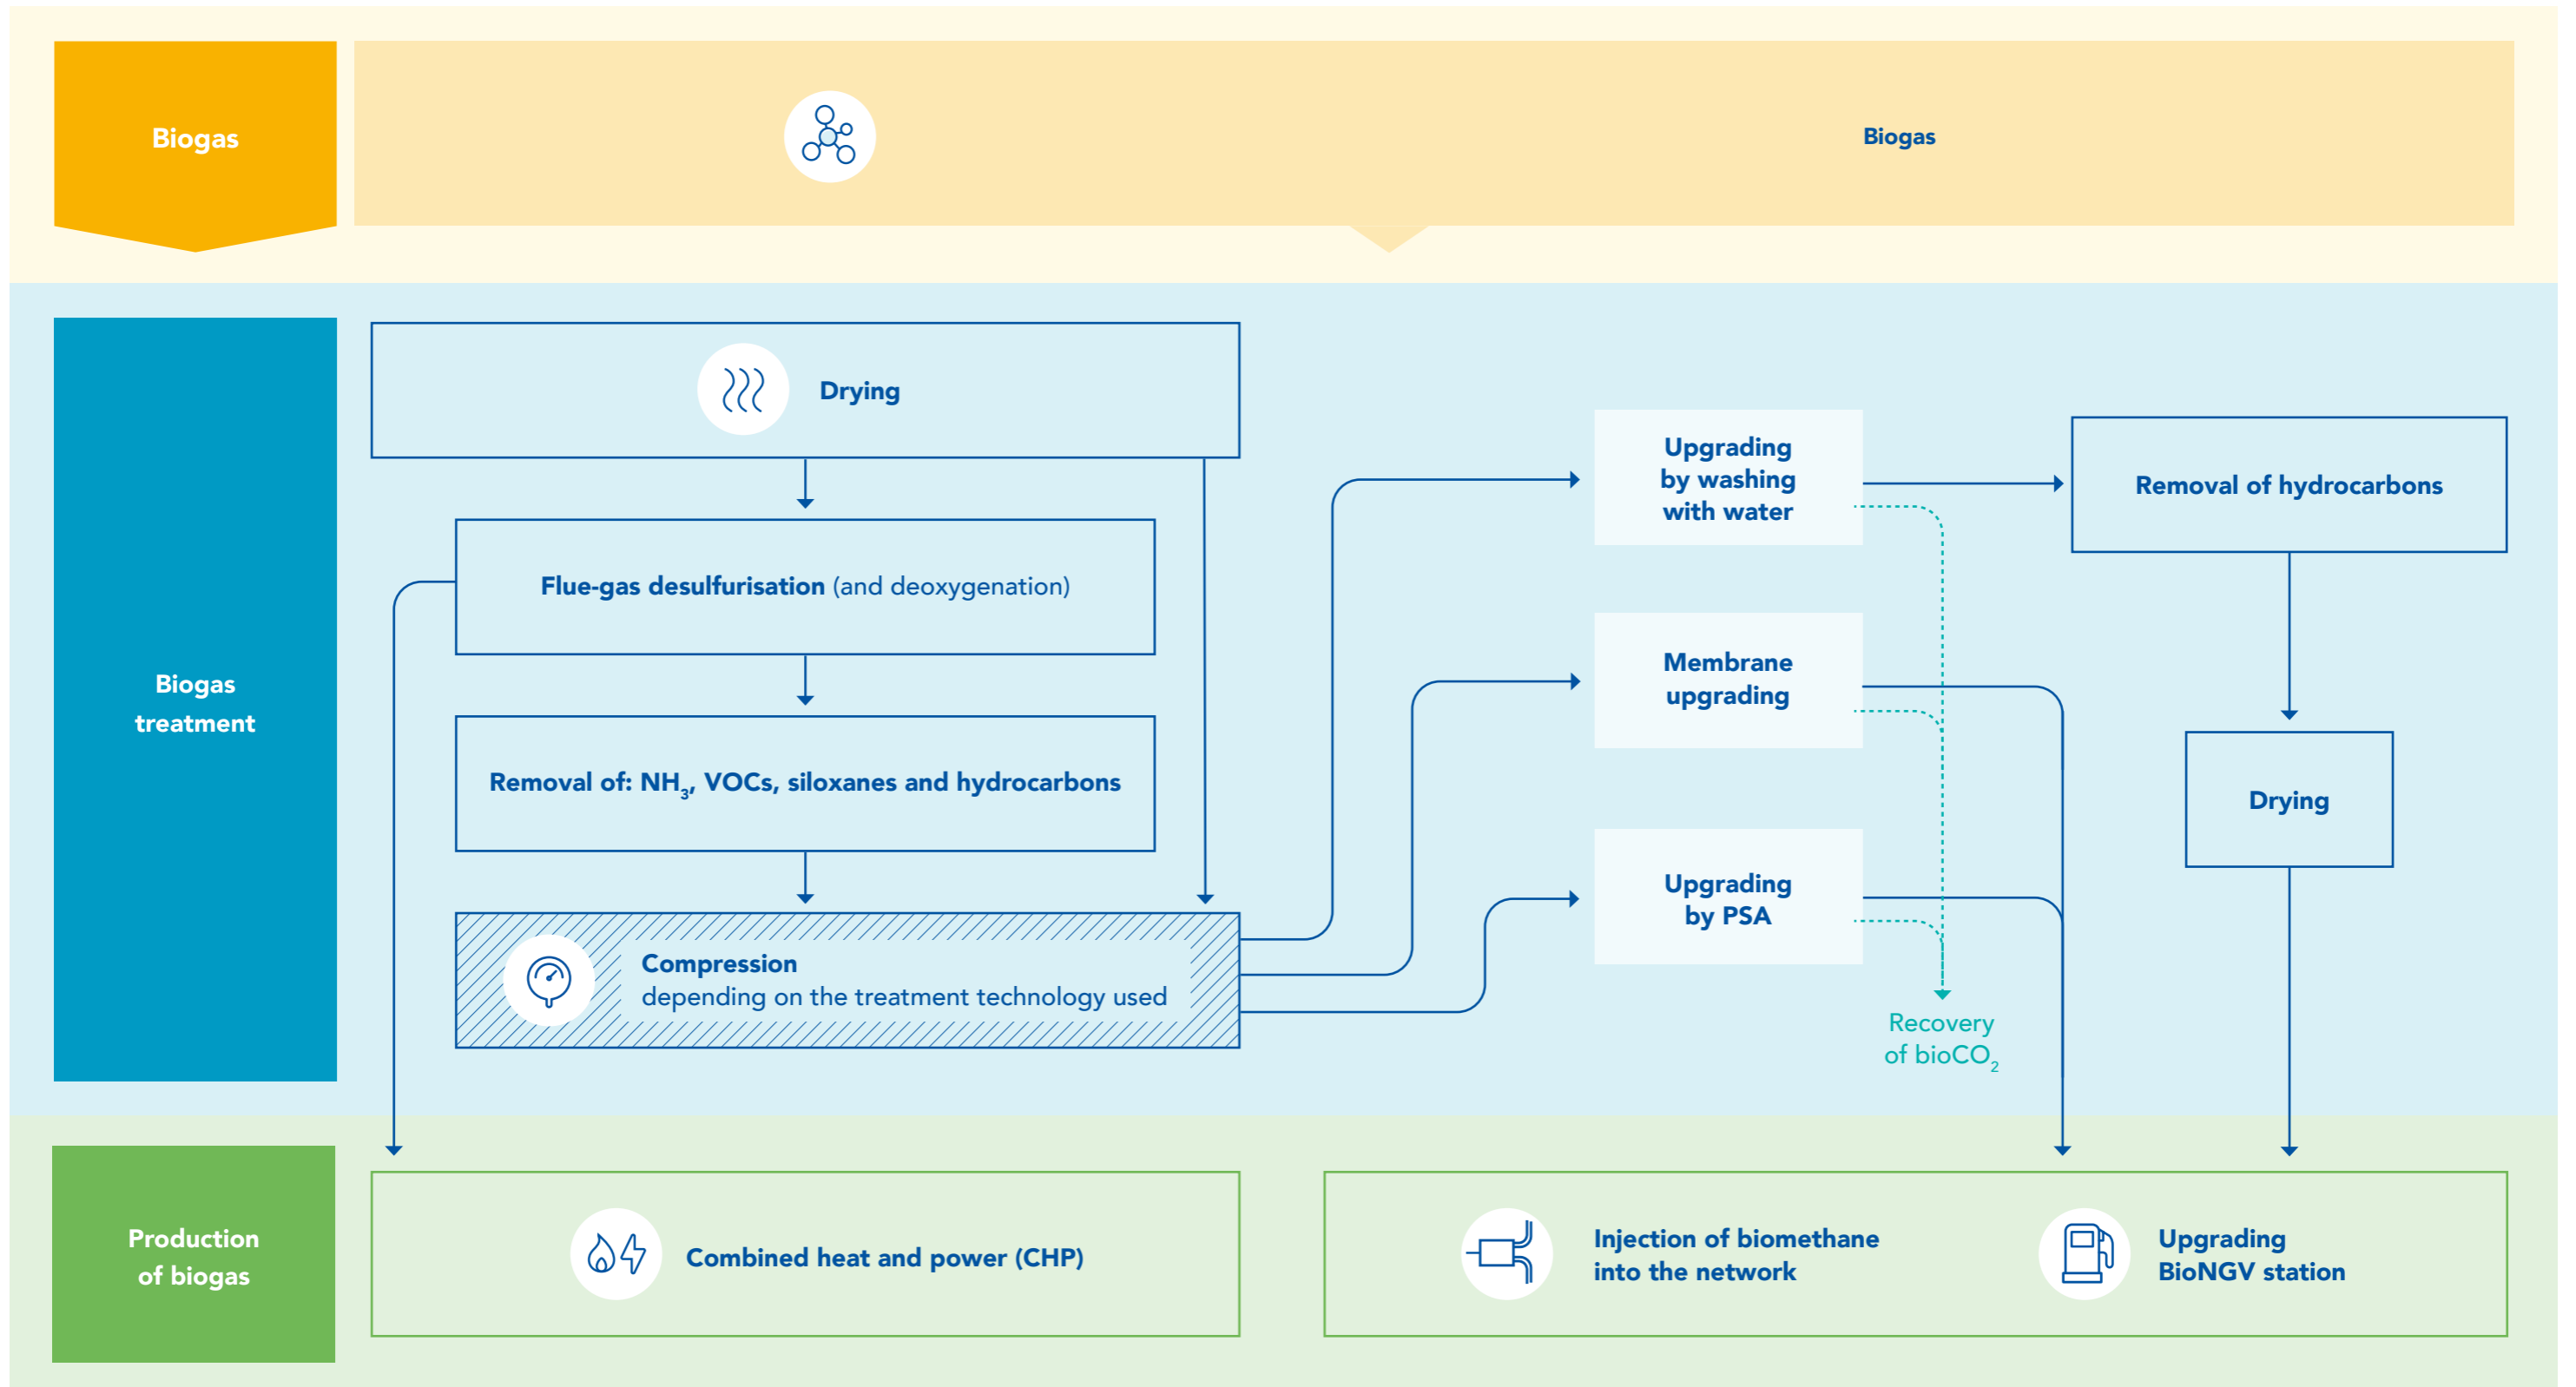 Biogas
Biogas
Biogas
treatment
Drying
Flue-gas desulfurisation (and deoxygenation)
Removal of: NH₃, VOCs, siloxanes and hydrocarbons
Compression
depending on the treatment technology used
Upgrading
by washing
with water
Membrane
upgrading
Upgrading
by PSA
Recovery
of bioCO₂
Removal of hydrocarbons
Drying
Production
of biogas
Combined heat and power (CHP)
Injection of biomethane
into the network
Upgrading
BioNGV station